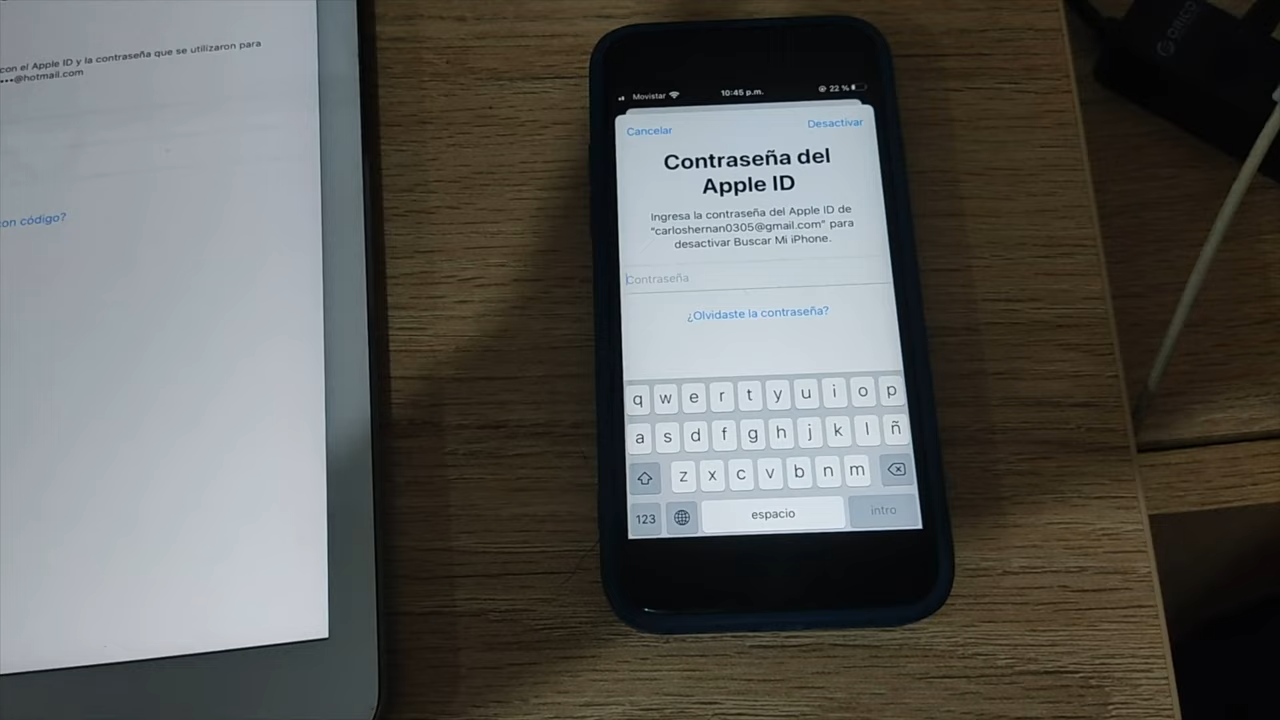 con el Apple ID y la contraseña que se utilizaron para
•••@hotmail.com
con código?
Movistar
10:45 p.m.
22 %
Cancelar
Desactivar
Contraseña del
Apple ID
Ingresa la contraseña del Apple ID de
“carloshernan0305@gmail.com” para
desactivar Buscar Mi iPhone.
Contraseña
¿Olvidaste la contraseña?
q w e r t y u i o p
a s d f g h j k l ñ
z x c v b n m
123
espacio
intro
ORICO